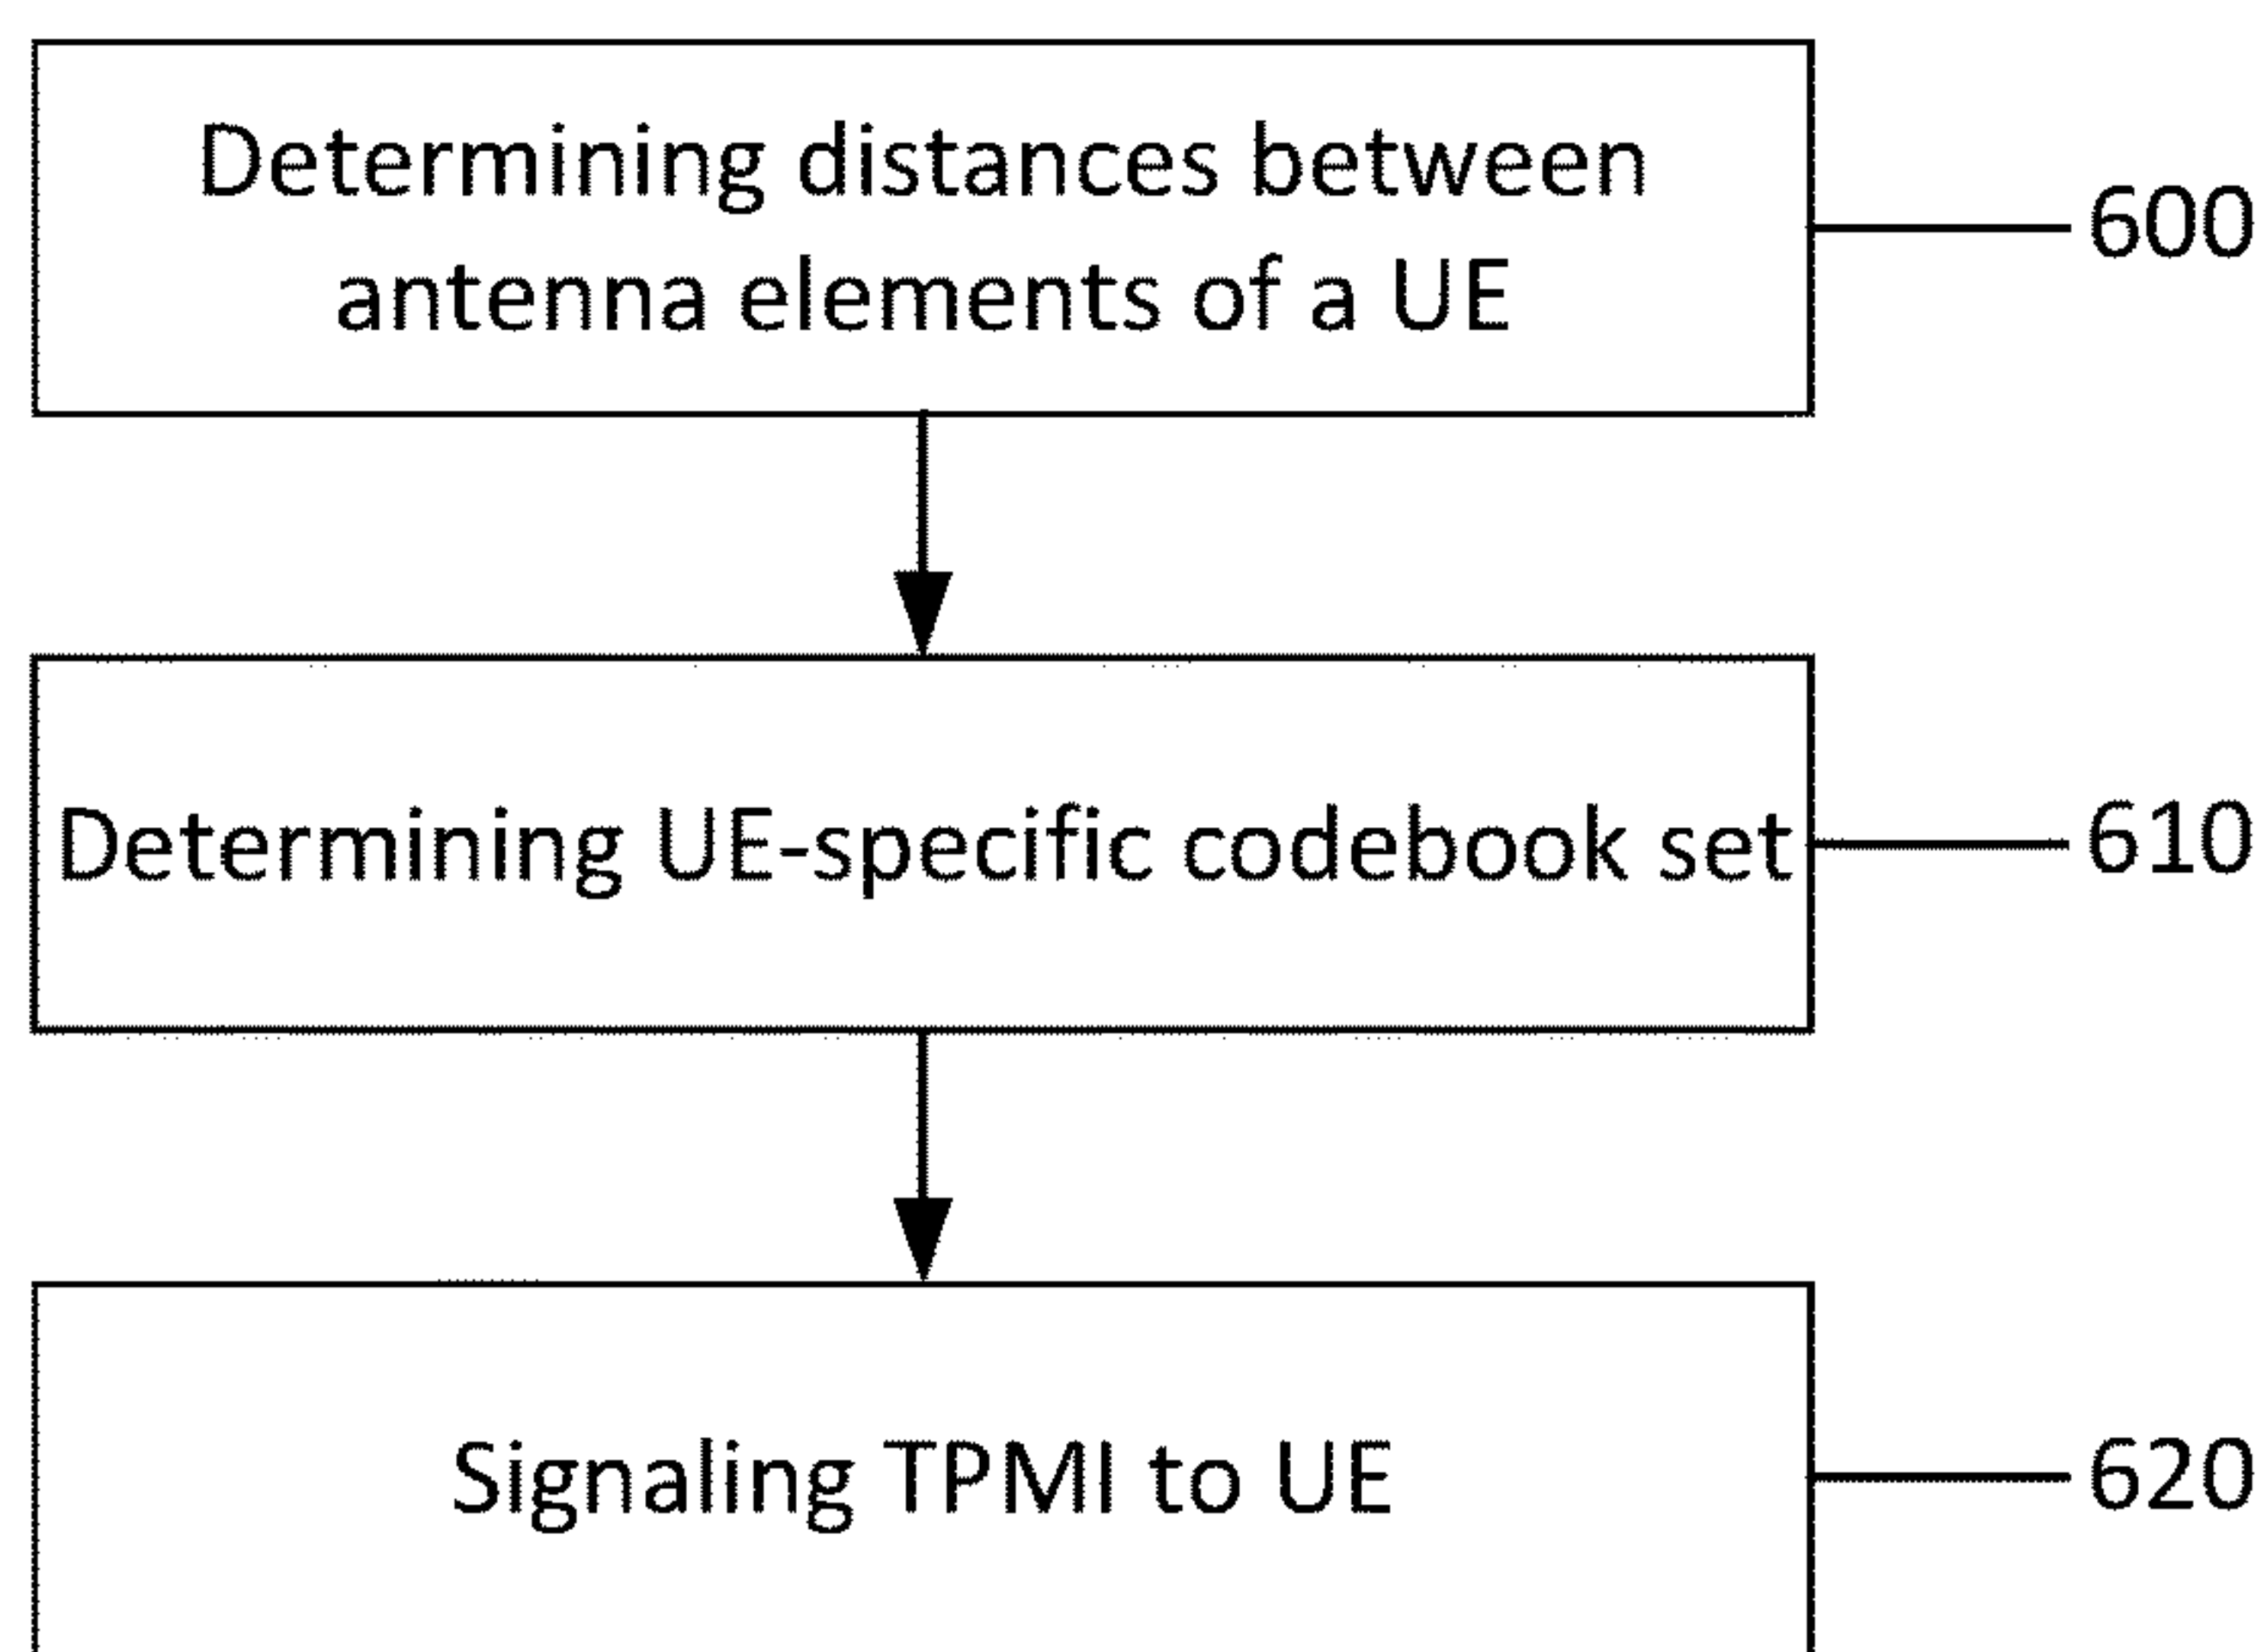 Determining distances between
antenna elements of a UE
600
Determining UE-specific codebook set
610
Signaling TPMI to UE
620